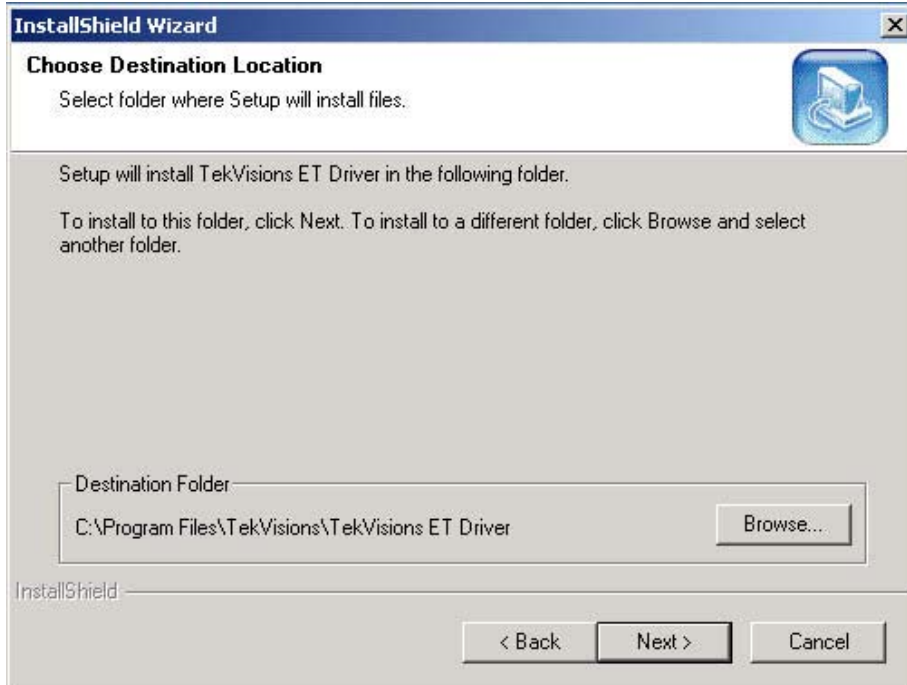 InstallShield Wizard
Choose Destination Location
Select folder where Setup will install files.
Setup will install TekVisions ET Driver in the following folder.
To install to this folder, click Next. To install to a different folder, click Browse and select
another folder.
Destination Folder
C:\Program Files\TekVisions\TekVisions ET Driver
Browse...
InstallShield
< Back
Next >
Cancel